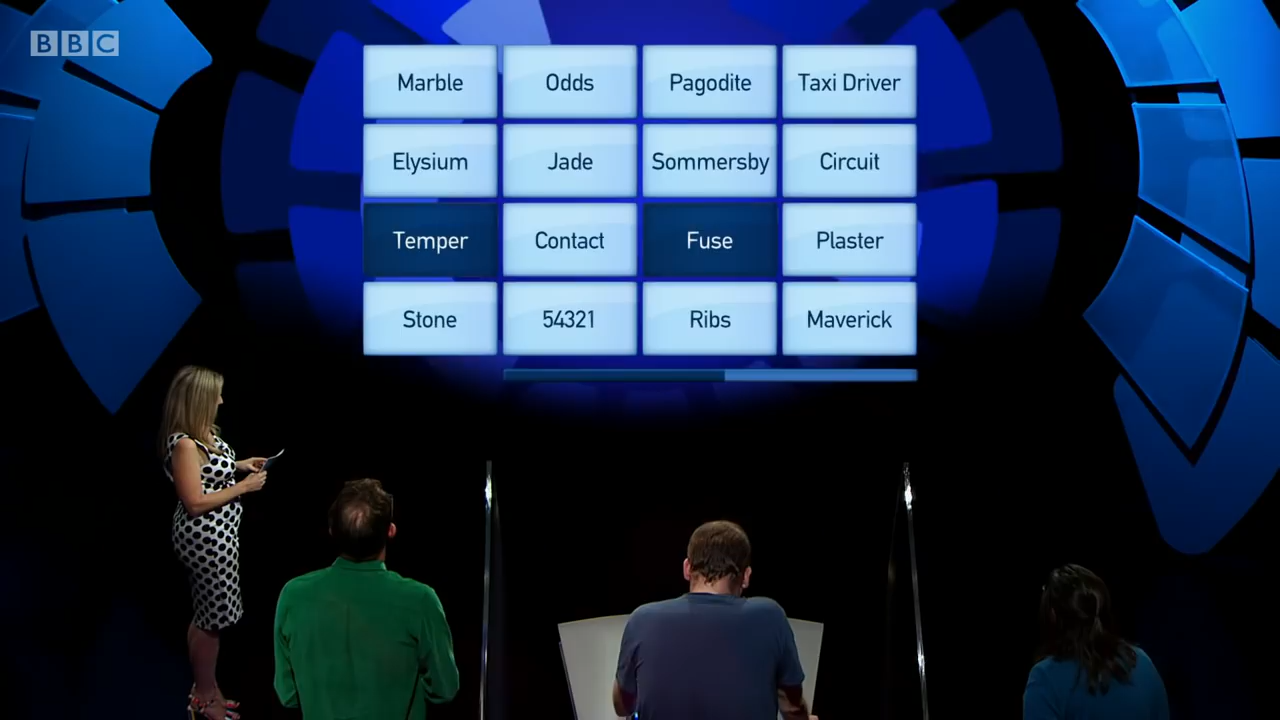 BBC
Marble Odds Pagodite Taxi Driver
Elysium Jade Sommersby Circuit
Temper Contact Fuse Plaster
Stone 54321 Ribs Maverick